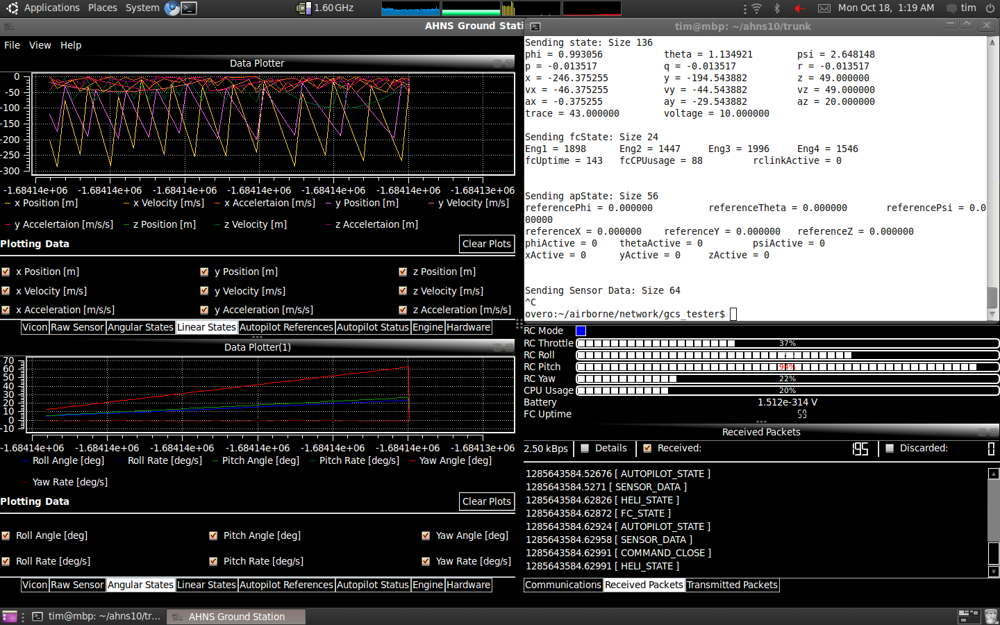 Applications Places System 1.60 GHz Mon Oct 18, 1:19 AM tim
AHNS Ground Stati
File View Help
Data Plotter
0
-50
-100
-150
-200
-250
-300
-1.68414e+06 -1.68414e+06 -1.68414e+06 -1.68414e+06 -1.68414e+06 -1.68414e+06 -1.68413e+06
x Position [m] x Velocity [m/s] x Accelertaion [m/s] y Position [m] y Velocity [m/s]
y Accelertaion [m/s/s] z Position [m] z Velocity [m] z Accelertaion [m]
Plotting Data Clear Plots
x Position [m] y Position [m] z Position [m]
x Velocity [m/s] y Velocity [m/s] z Velocity [m/s]
x Acceleration [m/s/s] y Acceleration [m/s/s] z Acceleration [m/s]
Vicon Raw Sensor Angular States Linear States Autopilot References Autopilot Status Engine Hardware
Data Plotter(1)
70
60
50
40
30
20
10
0
-10
-1.68414e+06 -1.68414e+06 -1.68414e+06 -1.68414e+06 -1.68414e+06 -1.68414e+06 -1.68413e+06
Roll Angle [deg] Roll Rate [deg/s] Pitch Angle [deg] Pitch Rate [deg/s] Yaw Angle [deg]
Yaw Rate [deg/s]
Plotting Data Clear Plots
Roll Angle [deg] Pitch Angle [deg] Yaw Angle [deg]
Roll Rate [deg/s] Pitch Rate [deg/s] Yaw Rate [deg/s]
Vicon Raw Sensor Angular States Linear States Autopilot References Autopilot Status Engine Hardware
tim@mbp: ~/ahns10/trunk
Sending state: Size 136
phi = 0.993056 theta = 1.134921 psi = 2.648148
p = -0.013517 q = -0.013517 r = -0.013517
x = -246.375255 y = -194.543882 z = 49.000000
vx = -46.375255 vy = -44.543882 vz = 49.000000
ax = -0.375255 ay = -29.543882 az = 20.000000
trace = 43.000000 voltage = 10.000000
Sending fcState: Size 24
Eng1 = 1898 Eng2 = 1447 Eng3 = 1996 Eng4 = 1546
fcUptime = 143 fcCPUusage = 88 rclinkActive = 0
Sending apState: Size 56
referencePhi = 0.000000 referenceTheta = 0.000000 referencePsi = 0.0
00000
referenceX = 0.000000 referenceY = 0.000000 referenceZ = 0.000000
phiActive = 0 thetaActive = 0 psiActive = 0
xActive = 0 yActive = 0 zActive = 0
Sending Sensor Data: Size 64
^C
overo:~/airborne/network/gcs_tester$
RC Mode
RC Throttle 37%
RC Roll
RC Pitch 94%
RC Yaw 22%
CPU Usage 20%
Battery 1.512e-314 V
FC Uptime 59
Received Packets
2.50 kBps Details Received: 195 Discarded: 0
1285643584.52676 [ AUTOPILOT_STATE ]
1285643584.5271 [ SENSOR_DATA ]
1285643584.62826 [ HELI_STATE ]
1285643584.62872 [ FC_STATE ]
1285643584.62924 [ AUTOPILOT_STATE ]
1285643584.62958 [ SENSOR_DATA ]
1285643584.62991 [ COMMAND_CLOSE ]
1285643584.62991 [ HELI_STATE ]
Communications Received Packets Transmitted Packets
tim@mbp: ~/ahns10/tr... AHNS Ground Station